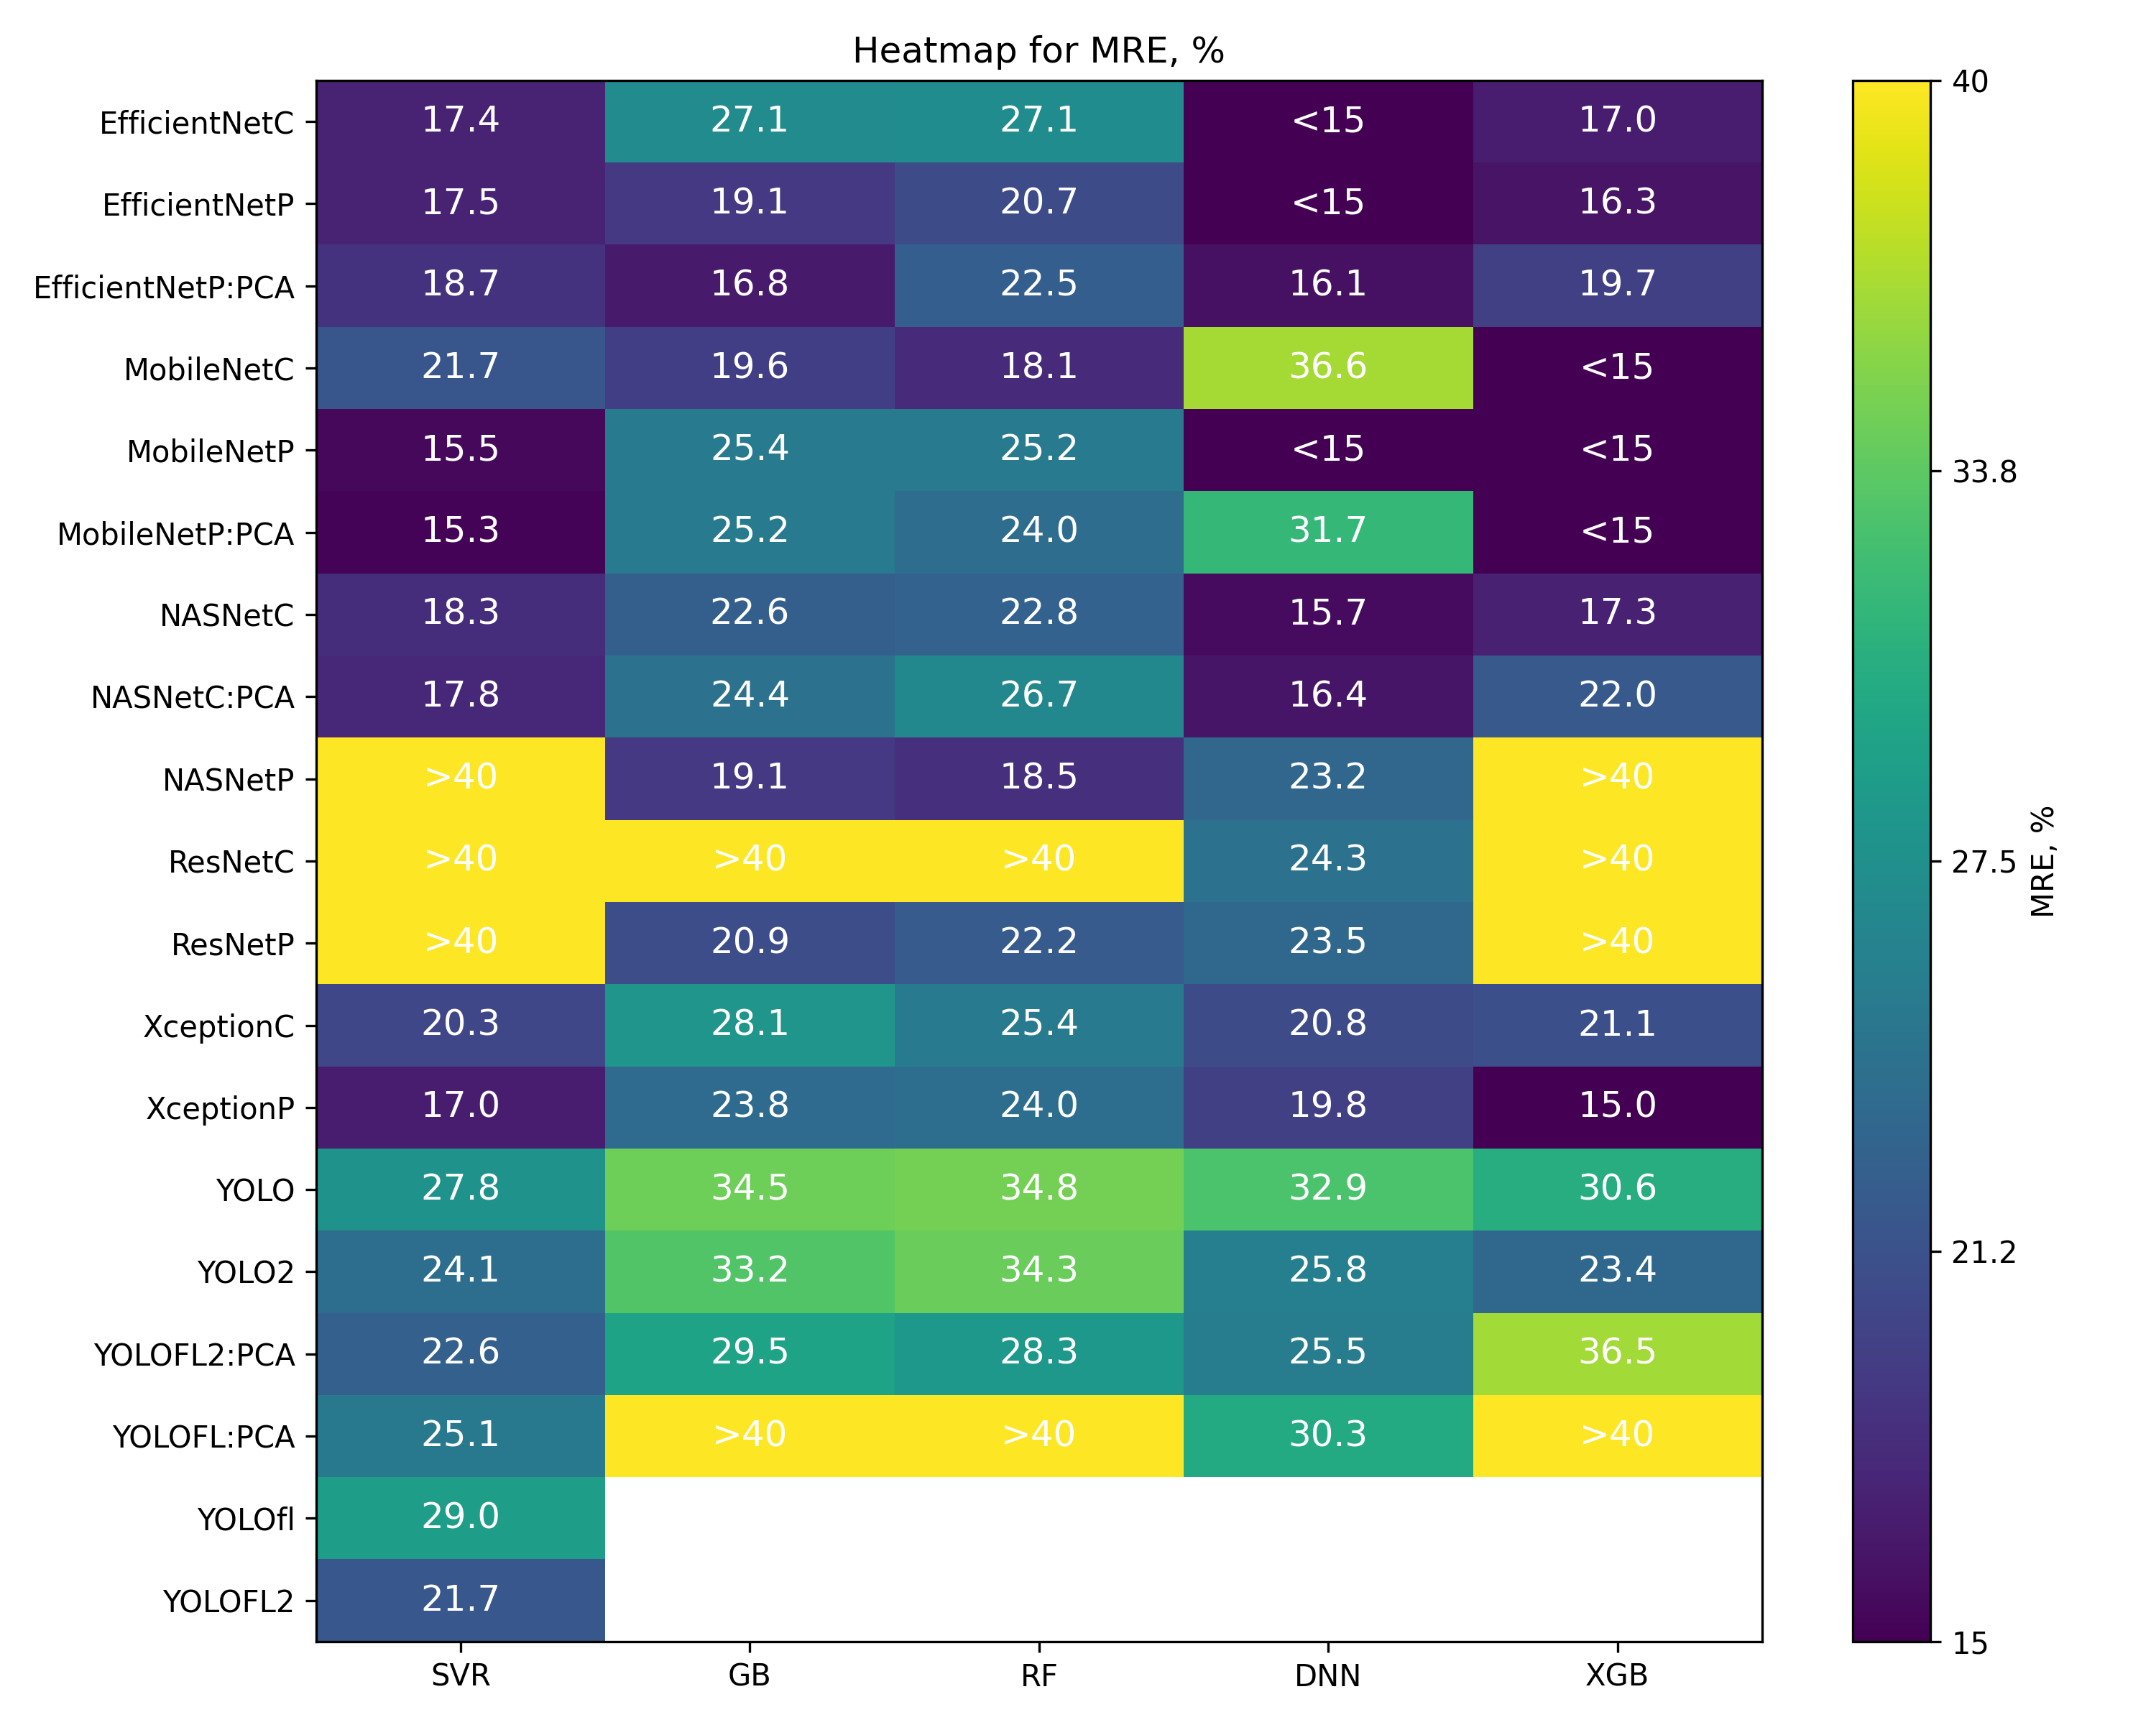 Heatmap for MRE, %
EfficientNetC 17.4 27.1 27.1 <15 17.0
EfficientNetP 17.5 19.1 20.7 <15 16.3
EfficientNetP:PCA 18.7 16.8 22.5 16.1 19.7
MobileNetC 21.7 19.6 18.1 36.6 <15
MobileNetP 15.5 25.4 25.2 <15 <15
MobileNetP:PCA 15.3 25.2 24.0 31.7 <15
NASNetC 18.3 22.6 22.8 15.7 17.3
NASNetC:PCA 17.8 24.4 26.7 16.4 22.0
NASNetP >40 19.1 18.5 23.2 >40
ResNetC >40 >40 >40 24.3 >40
ResNetP >40 20.9 22.2 23.5 >40
XceptionC 20.3 28.1 25.4 20.8 21.1
XceptionP 17.0 23.8 24.0 19.8 15.0
YOLO 27.8 34.5 34.8 32.9 30.6
YOLO2 24.1 33.2 34.3 25.8 23.4
YOLOFL2:PCA 22.6 29.5 28.3 25.5 36.5
YOLOFL:PCA 25.1 >40 >40 30.3 >40
YOLOfl 29.0
YOLOFL2 21.7
SVR GB RF DNN XGB
40
33.8
27.5
21.2
15
MRE, %